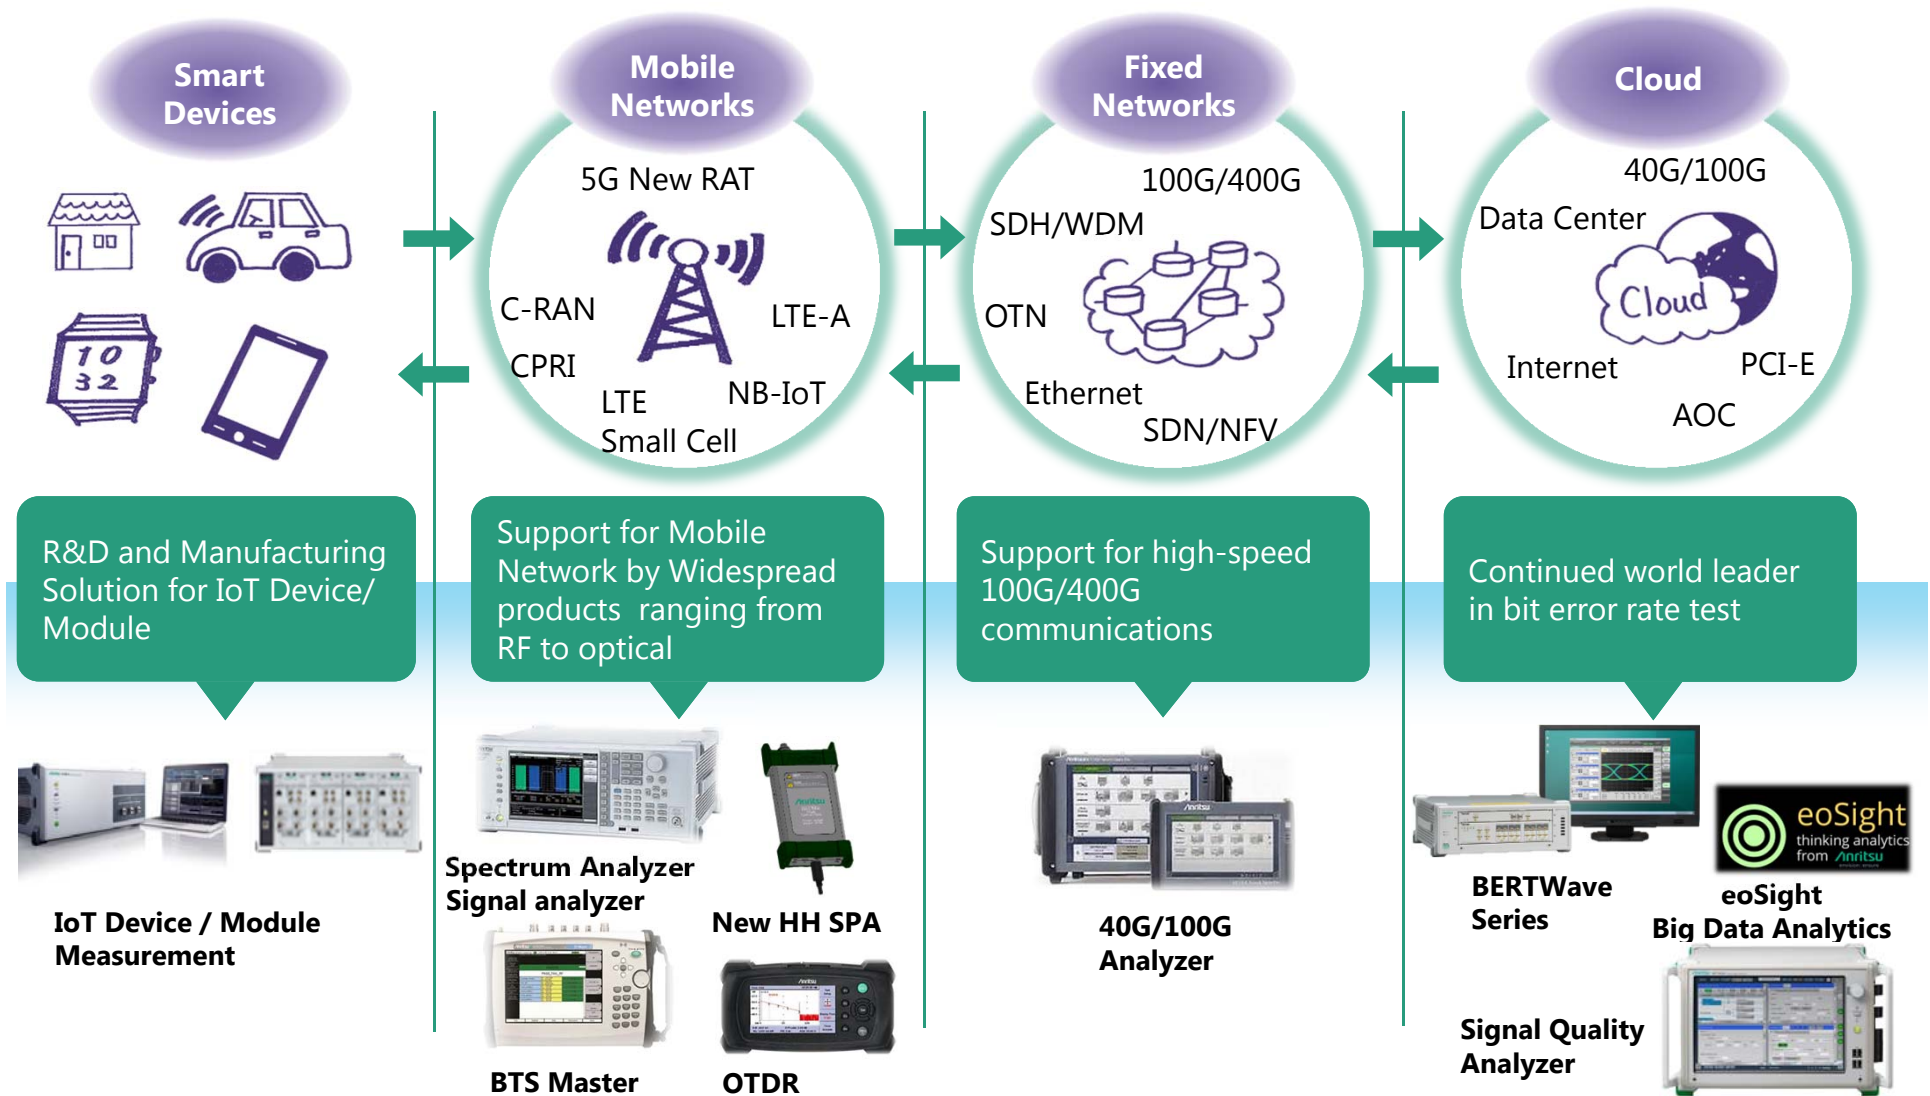 Smart
Devices
Mobile
Networks
Fixed
Networks
Cloud
5G New RAT
C-RAN
LTE-A
CPRI
NB-IoT
LTE
Small Cell
100G/400G
SDH/WDM
OTN
Ethernet
SDN/NFV
40G/100G
Data Center
Cloud
Internet
PCI-E
AOC
10
32
R&D and Manufacturing
Solution for IoT Device/
Module
Support for Mobile
Network by Widespread
products ranging from
RF to optical
Support for high-speed
100G/400G
communications
Continued world leader
in bit error rate test
IoT Device / Module
Measurement
Spectrum Analyzer
Signal analyzer
Anritsu
New HH SPA
BTS Master
Anritsu
OTDR
Anritsu
Anritsu
40G/100G
Analyzer
BERTWave
Series
eoSight
thinking analytics
from Anritsu
eoSight
Big Data Analytics
Signal Quality
Analyzer